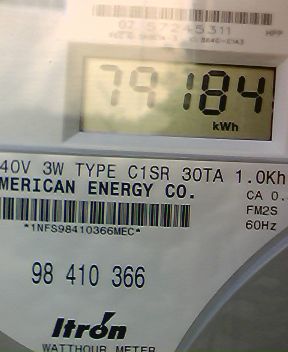 79184
kWh
40V 3W TYPE C1SR 30TA 1.0Kh
MERICAN ENERGY CO.
CA 0.
FM2S
60Hz
*1NFS98410366MEC*
98 410 366
Itron
WATTHOUR METER